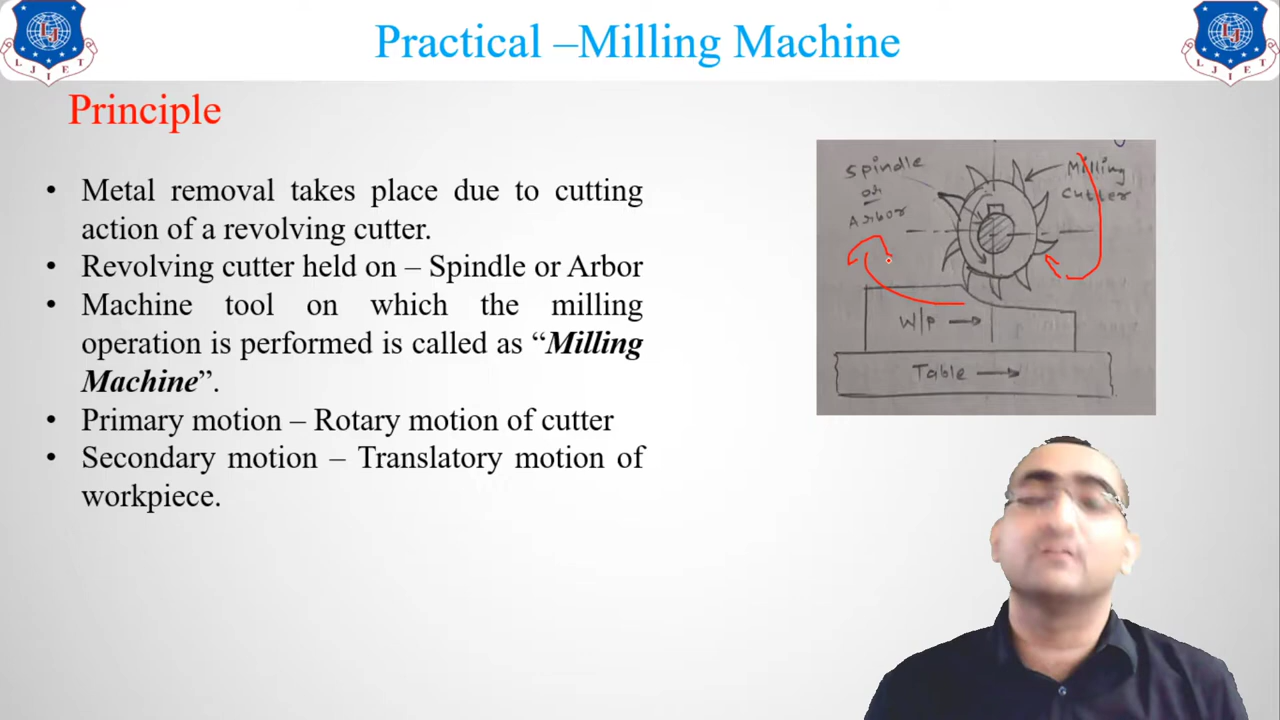 LJIET
Practical –Milling Machine
LJIET
Principle
• Metal removal takes place due to cutting
action of a revolving cutter.
• Revolving cutter held on – Spindle or Arbor
• Machine tool on which the milling
operation is performed is called as “Milling
Machine”.
• Primary motion – Rotary motion of cutter
• Secondary motion – Translatory motion of
workpiece.
Spindle
or
Arbor
Milling
Cutter
W/P
Table